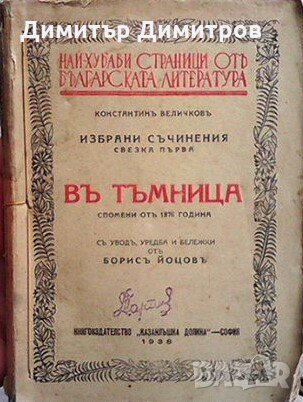 Димитър Димитров
НАЙ-ХУБАВИ СТРАНИЦИ ОТЪ
БЪЛГАРСКАТА ЛИТЕРАТУРА
КОНСТАНТИНЪ ВЕЛИЧКОВЪ
ИЗБРАНИ СЪЧИНЕНИЯ
СВЕЗКА ПЪРВА
ВЪ ТЪМНИЦА
СПОМЕНИ ОТЪ 1876 ГОДИНА
СЪ УВОДЪ, УРЕДБА И БЕЛЕЖКИ
ОТЪ
БОРИСЪ ЙОЦОВЪ
КНИГОИЗДАТЕЛСТВО „КАЗАНЛЪШКА ДОЛИНА"—СОФИЯ
1938
BAZAR